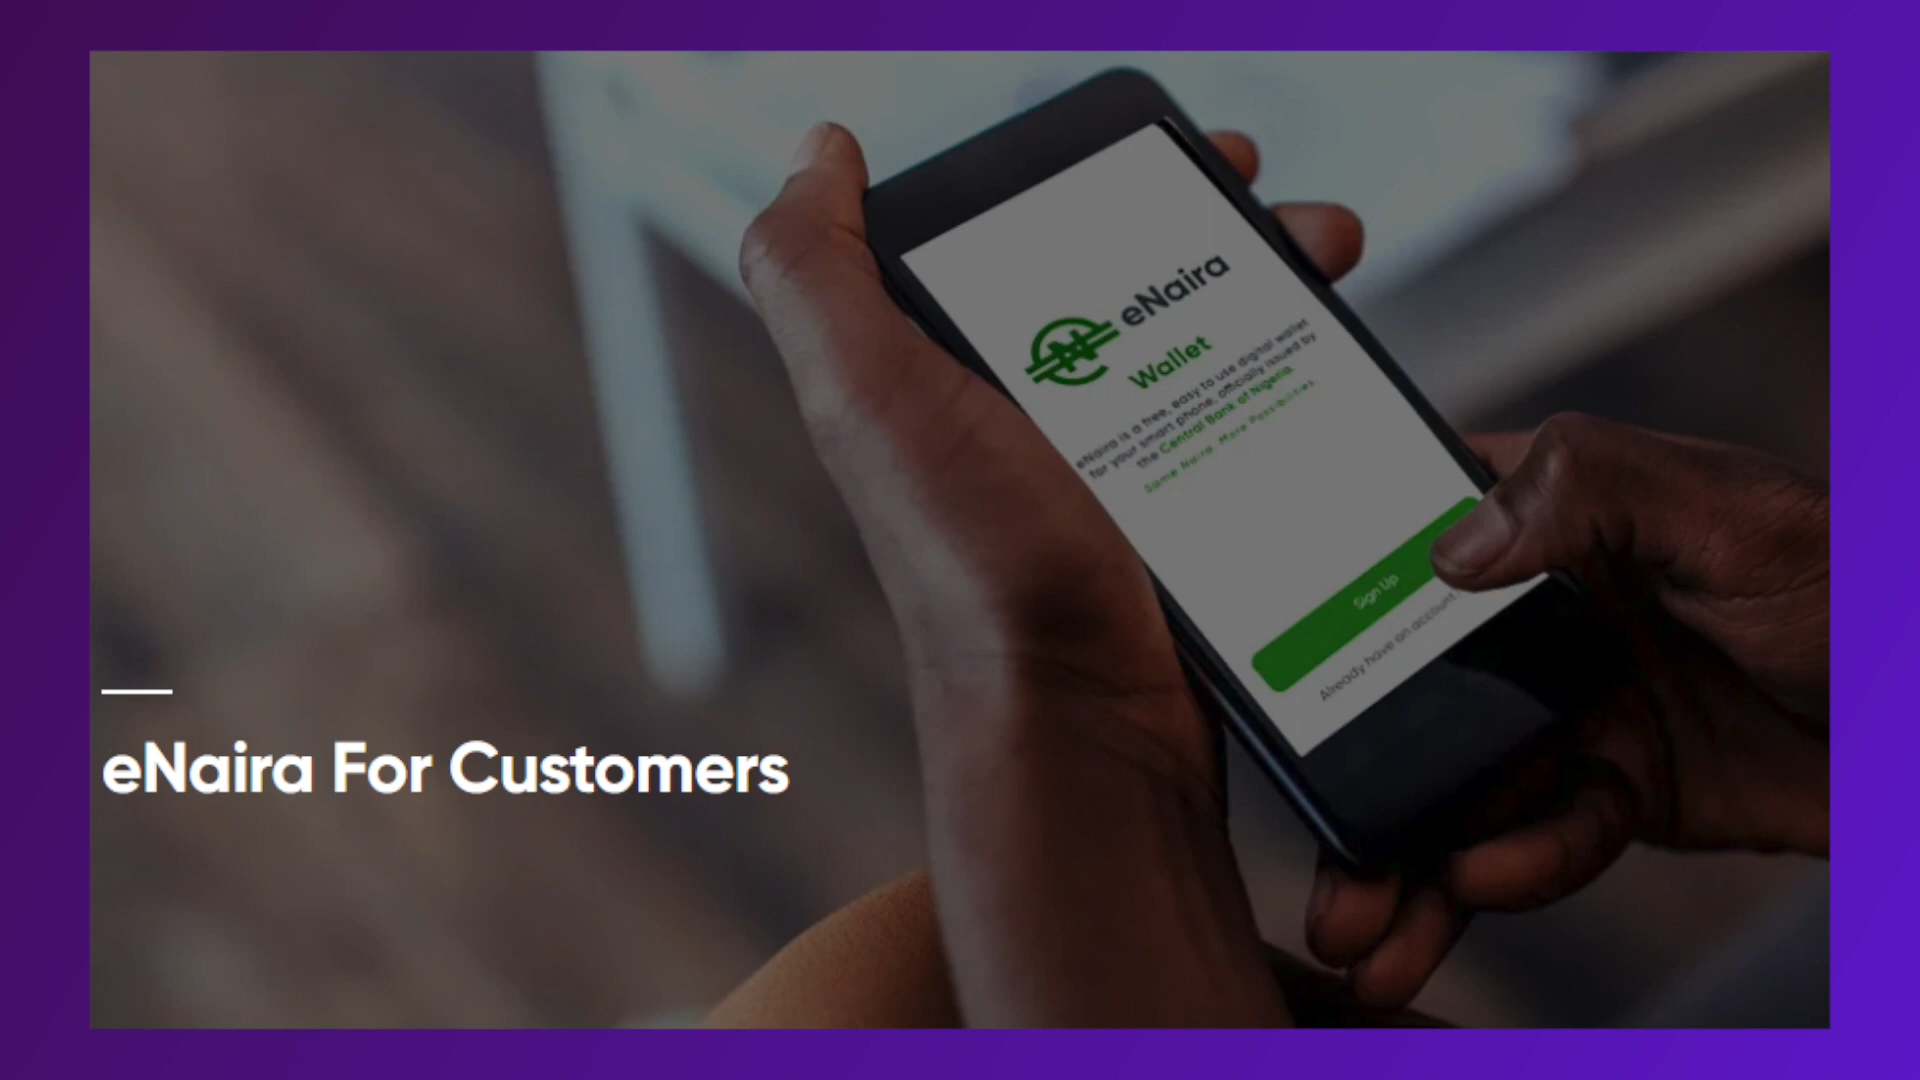 eNaira
Wallet
eNaira is a free, easy to use digital wallet
for your smart phone, officially issued by
the Central Bank of Nigeria.
Same Naira. More Possibilities.
Sign Up
Already have an account
eNaira For Customers